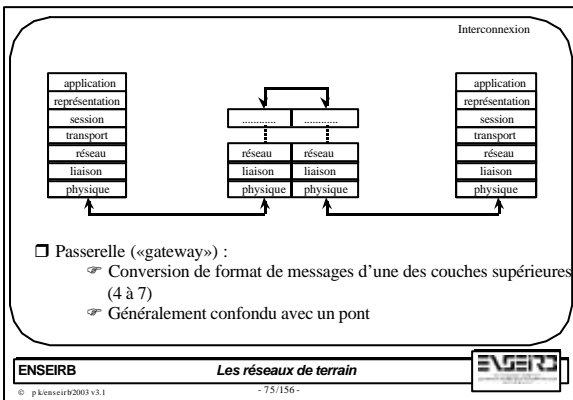 Interconnexion
application
représentation
session
transport
réseau
liaison
physique
............ ............
réseau réseau
liaison liaison
physique physique
application
représentation
session
transport
réseau
liaison
physique
Passerelle («gateway») :
Conversion de format de messages d'une des couches supérieures
(4 à 7)
Généralement confondu avec un pont
ENSEIRB
Les réseaux de terrain
ENSEIRB
© pk/enseirb/2003 v3.1
- 75/156 -